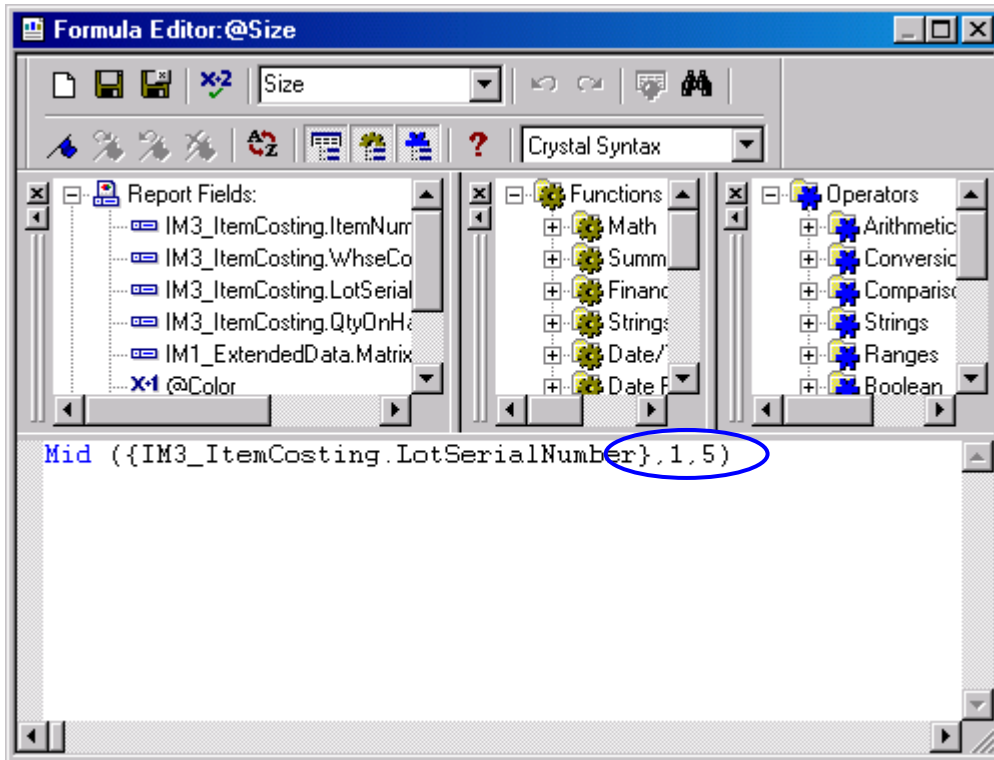 Formula Editor:@Size
Size
Crystal Syntax
Report Fields:
IM3_ItemCosting.ItemNum
IM3_ItemCosting.WhseCo
IM3_ItemCosting.LotSerial
IM3_ItemCosting.QtyOnHa
IM1_ExtendedData.Matrix
@Color
Functions
Math
Summ
Financ
Strings
Date/T
Date F
Operators
Arithmetic
Conversic
Comparisc
Strings
Ranges
Boolean
Mid ({IM3_ItemCosting.LotSerialNumber},1,5)